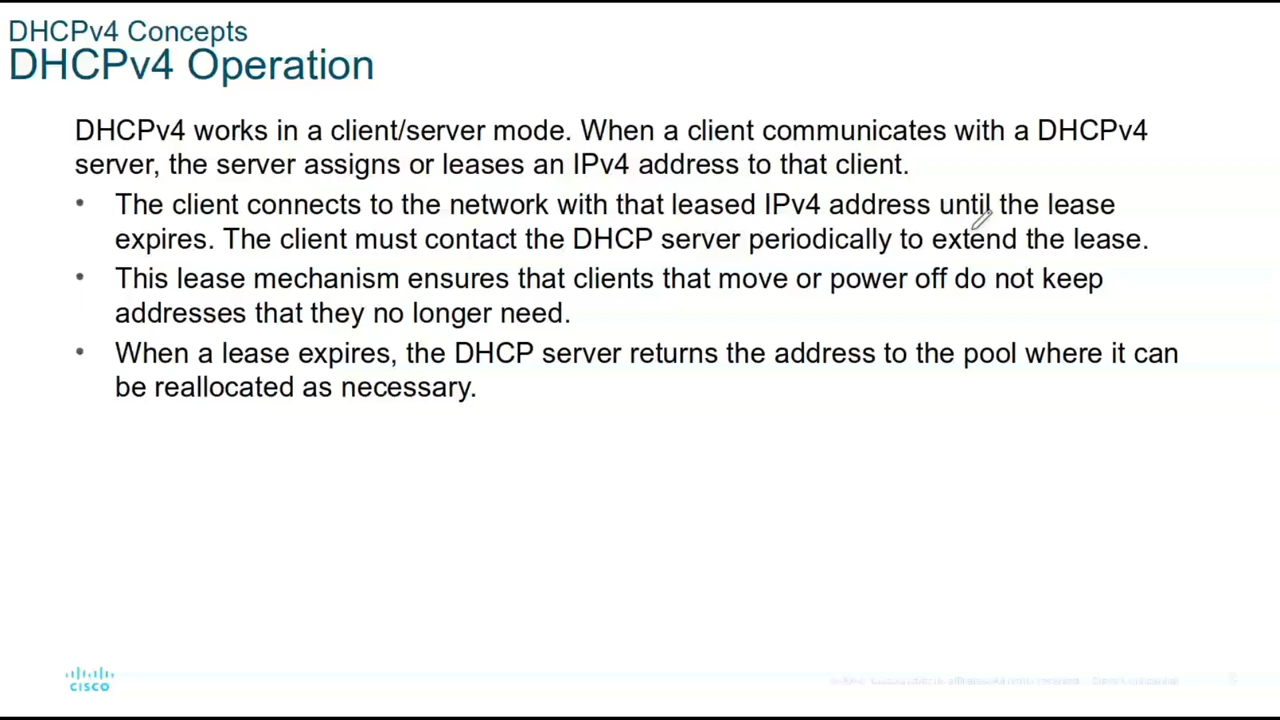 DHCPv4 Concepts
DHCPv4 Operation
DHCPv4 works in a client/server mode. When a client communicates with a DHCPv4
server, the server assigns or leases an IPv4 address to that client.
• The client connects to the network with that leased IPv4 address until the lease
expires. The client must contact the DHCP server periodically to extend the lease.
• This lease mechanism ensures that clients that move or power off do not keep
addresses that they no longer need.
• When a lease expires, the DHCP server returns the address to the pool where it can
be reallocated as necessary.
CISCO